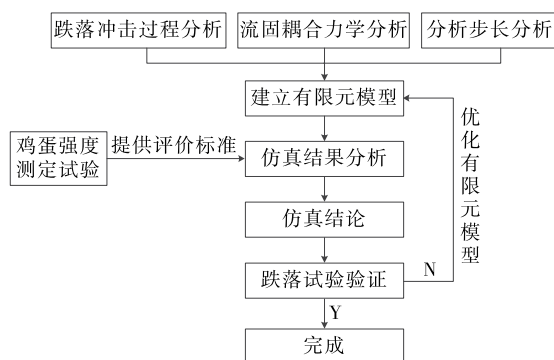 跌落冲击过程分析
流固耦合力学分析
分析步长分析
建立有限元模型
鸡蛋强度
测定试验
提供评价标准
仿真结果分析
优化有限元模型
仿真结论
跌落试验验证
N
Y
完成